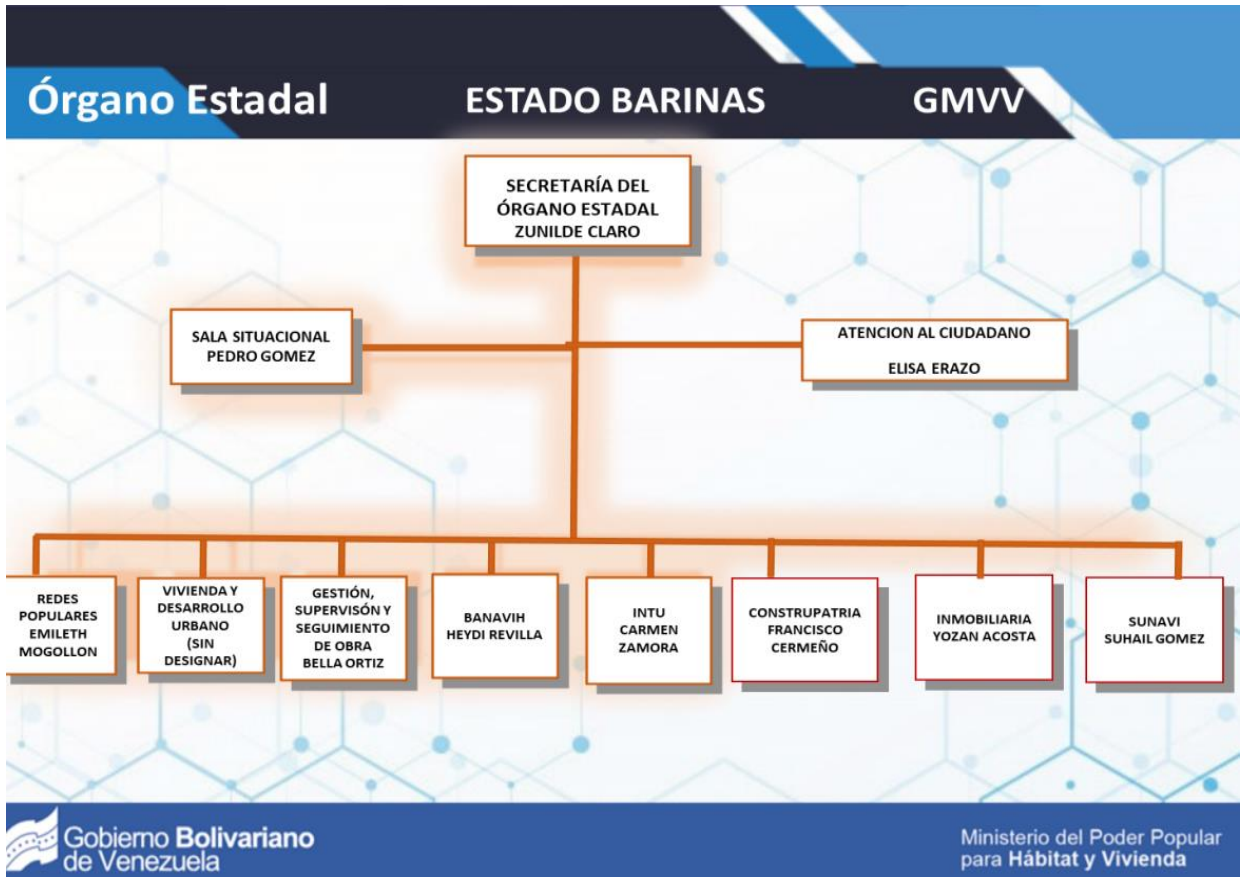 Órgano Estadal
ESTADO BARINAS
GMVV
SECRETARÍA DEL
ÓRGANO ESTADAL
ZUNILDE CLARO
SALA SITUACIONAL
PEDRO GOMEZ
ATENCION AL CIUDADANO
ELISA ERAZO
REDES
POPULARES
EMILETH
MOGOLLON
VIVIENDA Y
DESARROLLO
URBANO
(SIN
DESIGNAR)
GESTIÓN,
SUPERVISÓN Y
SEGUIMIENTO
DE OBRA
BELLA ORTIZ
BANAVIH
HEYDI REVILLA
INTU
CARMEN
ZAMORA
CONSTRUPATRIA
FRANCISCO
CERMEÑO
INMOBILIARIA
YOZAN ACOSTA
SUNAVI
SUHAIL GOMEZ
Gobierno Bolivariano
de Venezuela
Ministerio del Poder Popular
para Hábitat y Vivienda